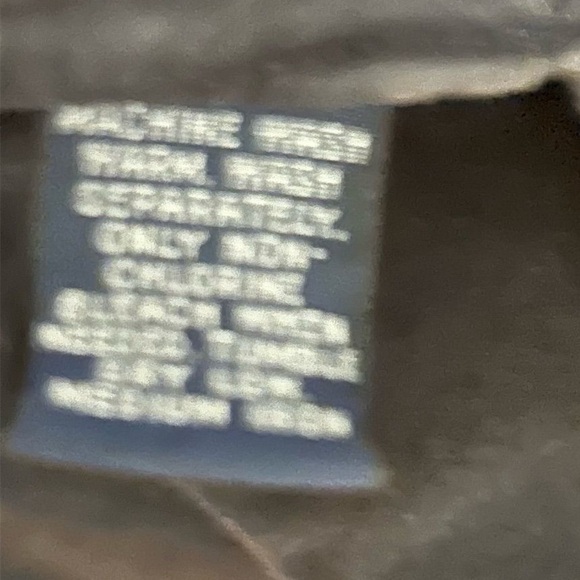 MACHINE WASH
WARM, WASH
SEPARATELY.
ONLY NON-
CHLORINE
BLEACH WHEN
NEEDED. TUMBLE
DRY LOW.
MEDIUM IRON